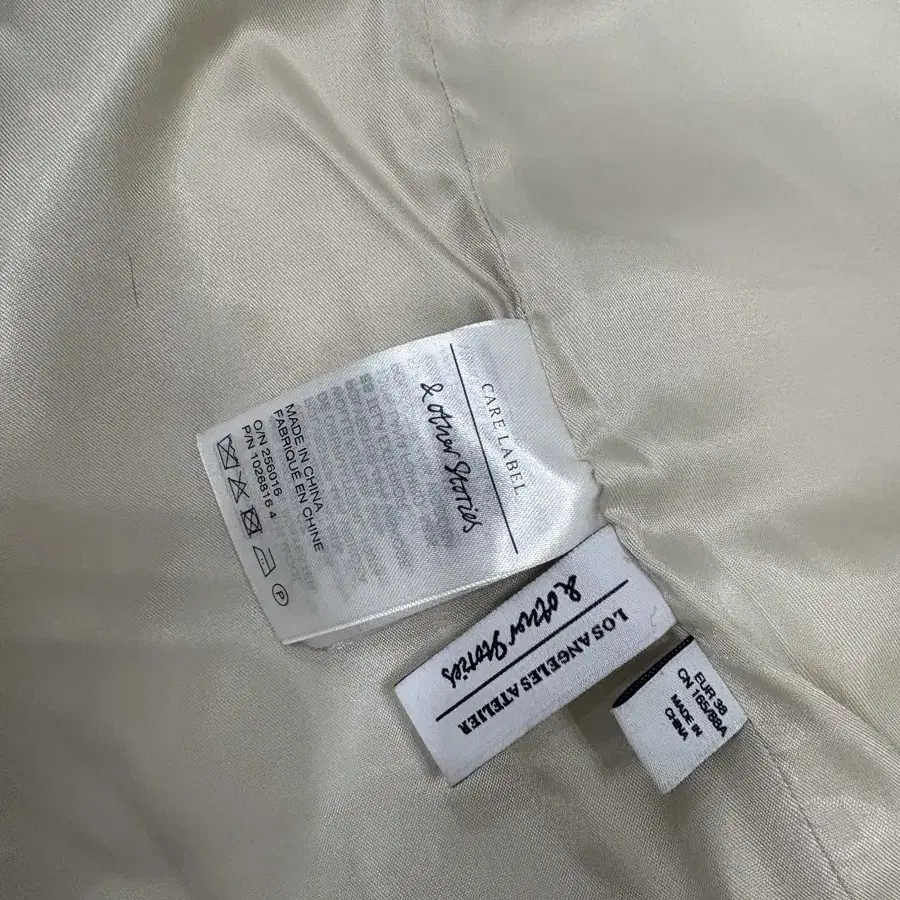 CARE LABEL
& other Stories
MADE IN CHINA
FABRIQUÉ EN CHINE
O/N 256016
P/N 1026816 4
P
& other Stories
LOS ANGELES ATELIER
EUR 38
CN 165/88A
MADE IN
CHINA